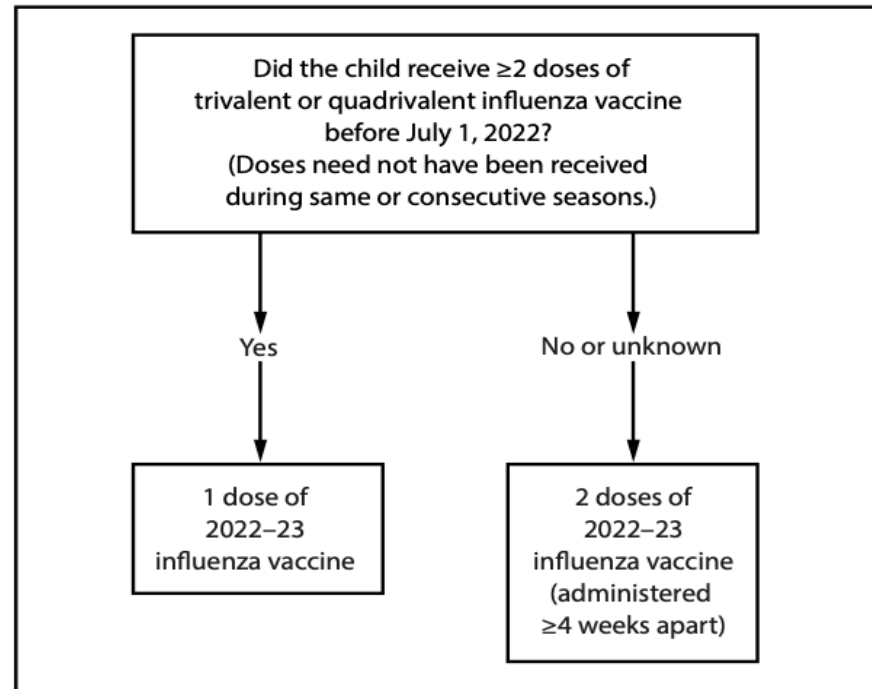 Did the child receive ≥2 doses of
trivalent or quadrivalent influenza vaccine
before July 1, 2022?
(Doses need not have been received
during same or consecutive seasons.)
Yes
No or unknown
1 dose of
2022–23
influenza vaccine
2 doses of
2022–23
influenza vaccine
(administered
≥4 weeks apart)